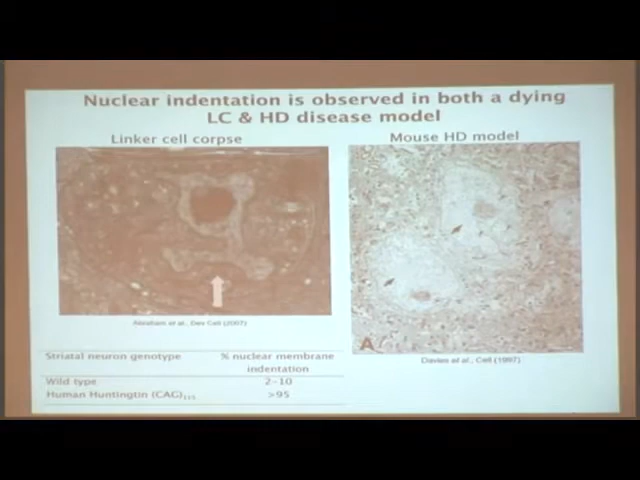 Nuclear indentation is observed in both a dying
LC & HD disease model
Linker cell corpse
Mouse HD model
A
Abraham et al., Dev Cell (2007)
Davies et al., Cell (1997)
Striatal neuron genotype
% nuclear membrane
indentation
Wild type
2-10
Human Huntingtin (CAG)115
>95